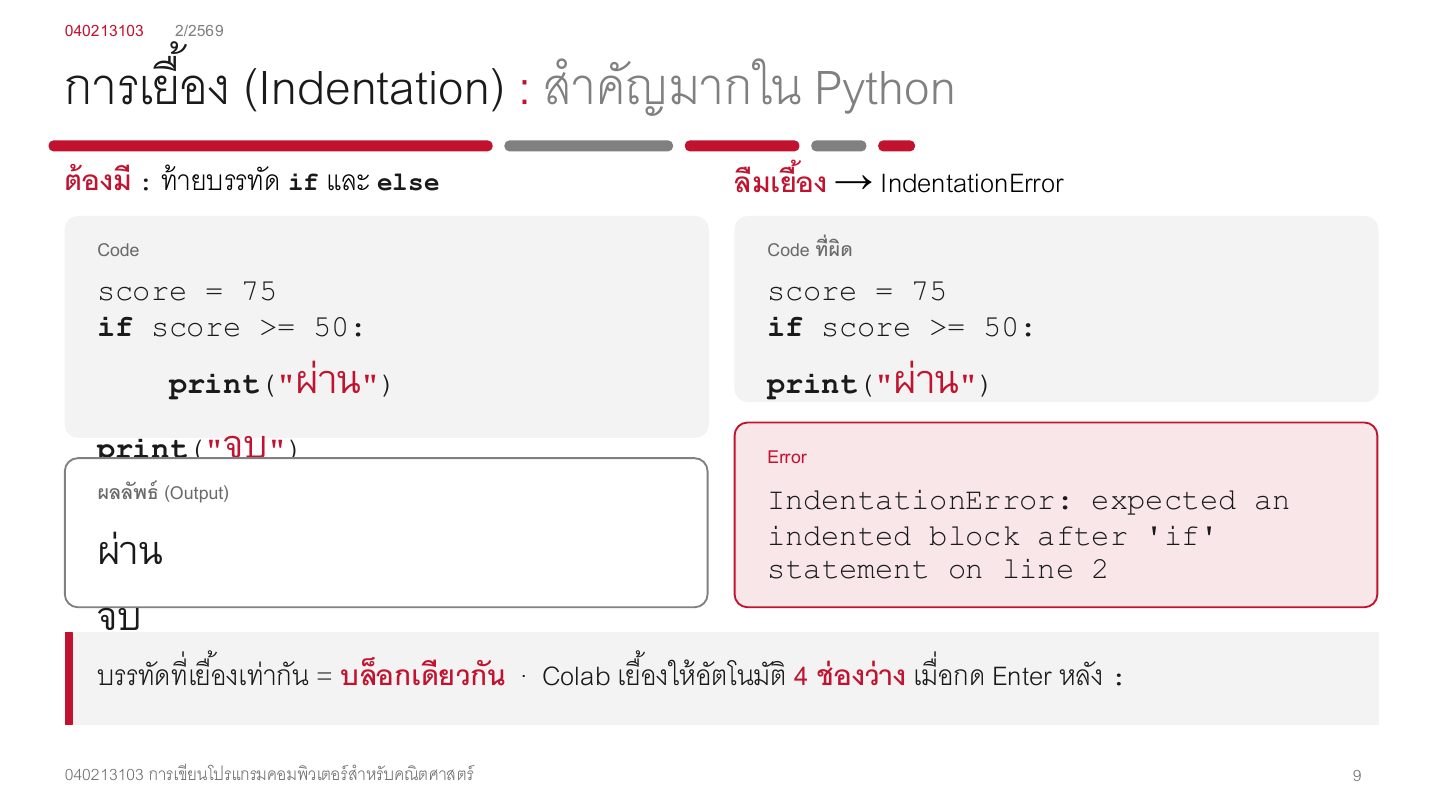 040213103 2/2569
การเยื้อง (Indentation) : สำคัญมากใน Python
ต้องมี : ท้ายบรรทัด if และ else
Code
score = 75
if score >= 50:
    print("ผ่าน")
print("จบ")
ผลลัพธ์ (Output)
ผ่าน
จบ
ลืมเยื้อง → IndentationError
Code ที่ผิด
score = 75
if score >= 50:
print("ผ่าน")
Error
IndentationError: expected an
indented block after 'if'
statement on line 2
บรรทัดที่เยื้องเท่ากัน = บล็อกเดียวกัน · Colab เยื้องให้อัตโนมัติ 4 ช่องว่าง เมื่อกด Enter หลัง :
040213103 การเขียนโปรแกรมคอมพิวเตอร์สำหรับคณิตศาสตร์ 9